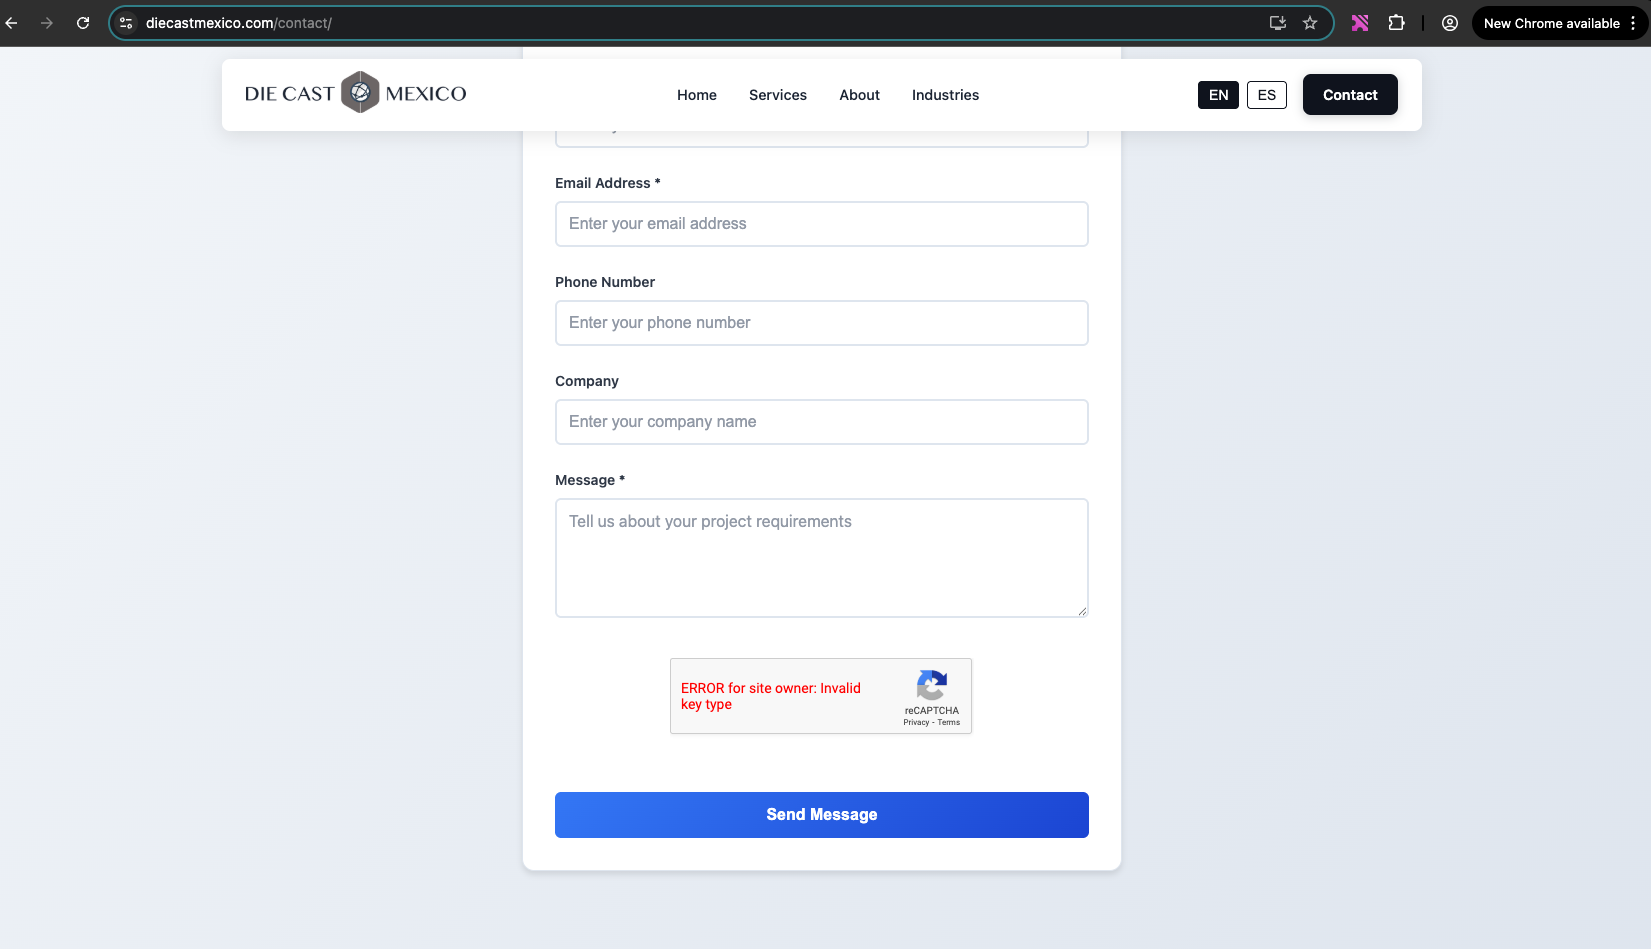 diecastmexico.com/contact/
New Chrome available
DIE CAST MEXICO
Home
Services
About
Industries
EN
ES
Contact
Email Address *
Enter your email address
Phone Number
Enter your phone number
Company
Enter your company name
Message *
Tell us about your project requirements
ERROR for site owner: Invalid
key type
reCAPTCHA
Privacy - Terms
Send Message